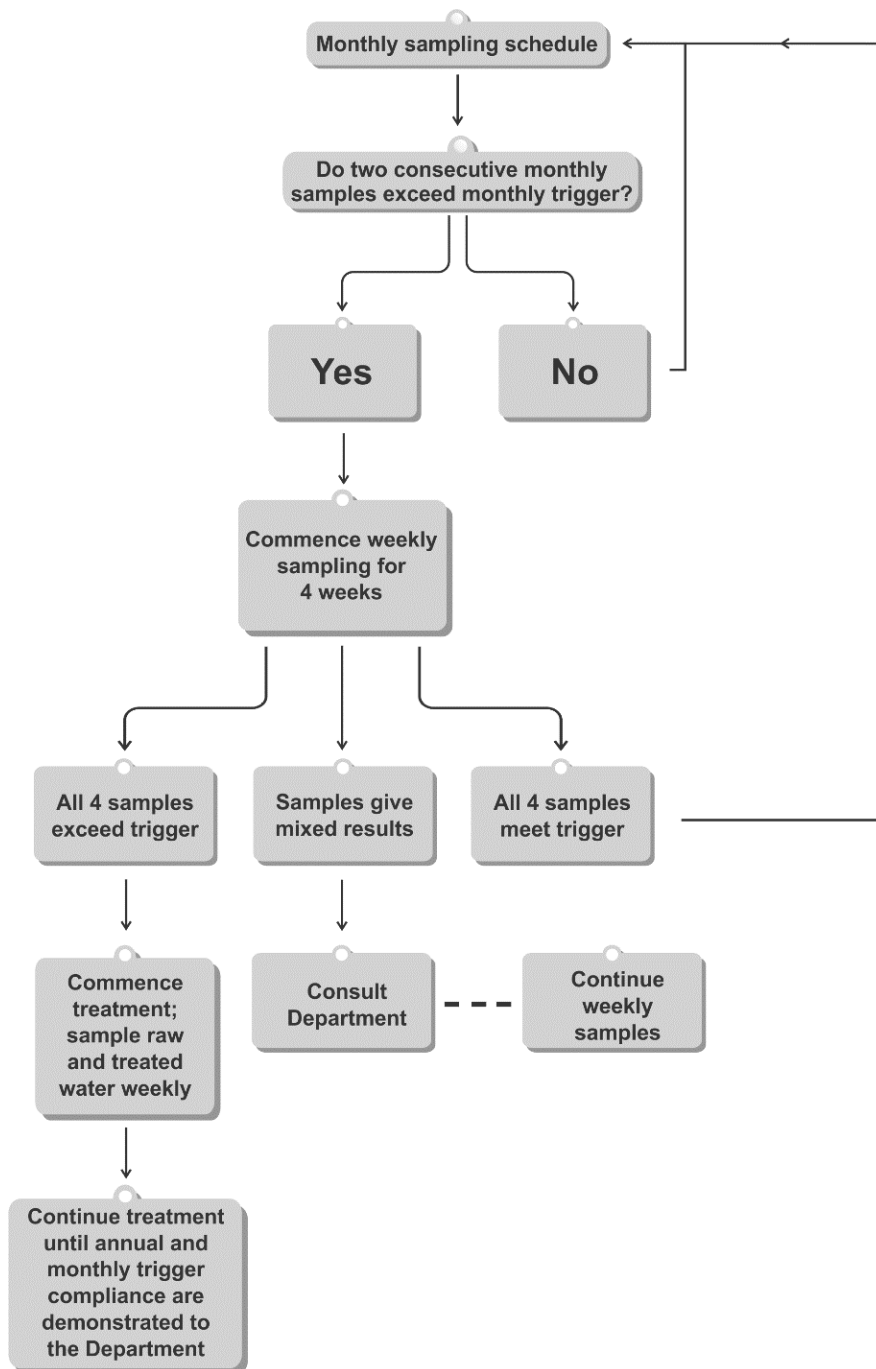 Monthly sampling schedule
Do two consecutive monthly
samples exceed monthly trigger?
Yes
No
Commence weekly
sampling for
4 weeks
All 4 samples
exceed trigger
Samples give
mixed results
All 4 samples
meet trigger
Commence
treatment;
sample raw
and treated
water weekly
Consult
Department
Continue
weekly
samples
Continue treatment
until annual and
monthly trigger
compliance are
demonstrated to
the Department